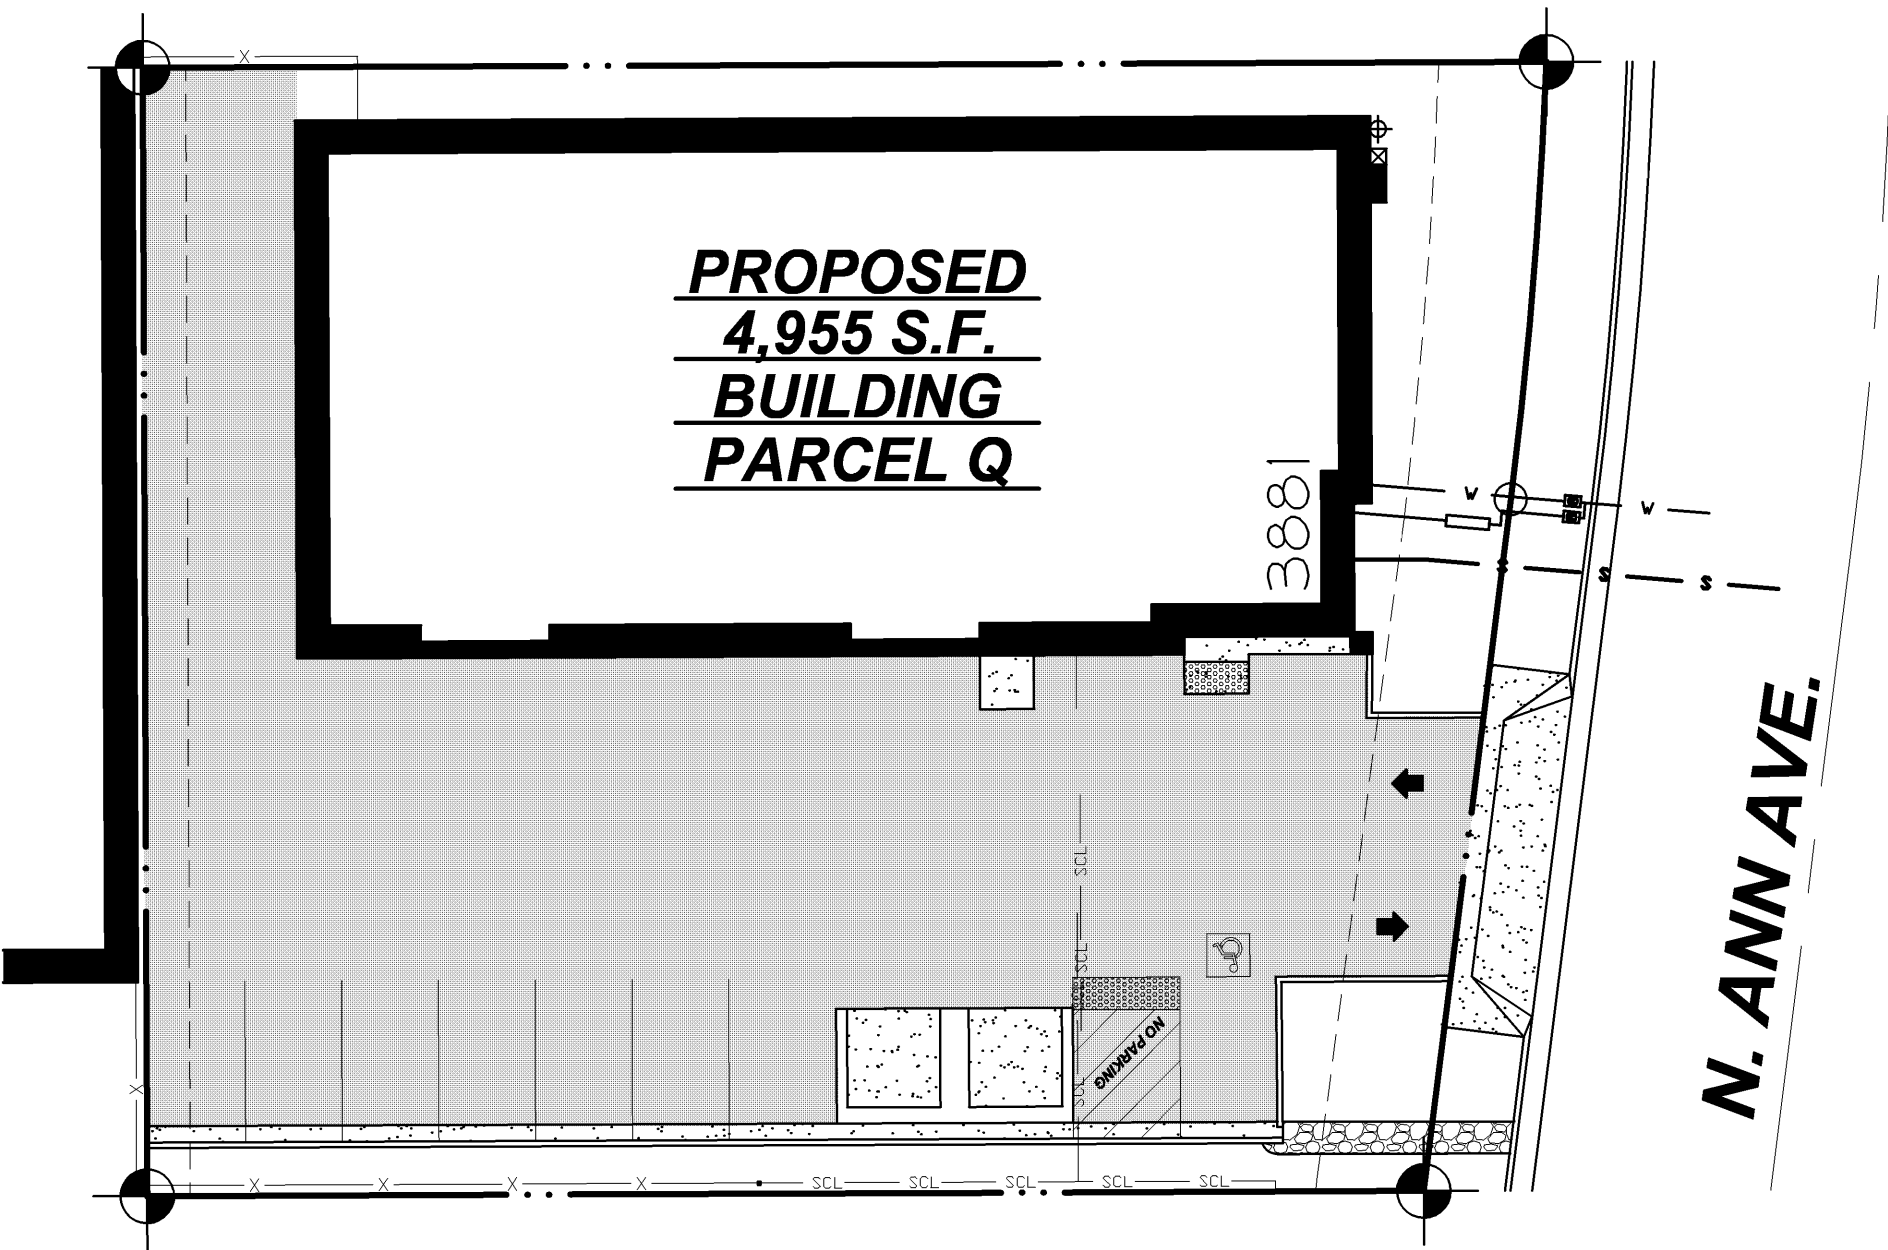 X
PROPOSED
4,955 S.F.
BUILDING
PARCEL Q
3881
W
W
S
S
S
N. ANN AVE.
SCL
SCL
SCL
NO PARKING
X
X
X
X
X
SCL
SCL
SCL
SCL
SCL